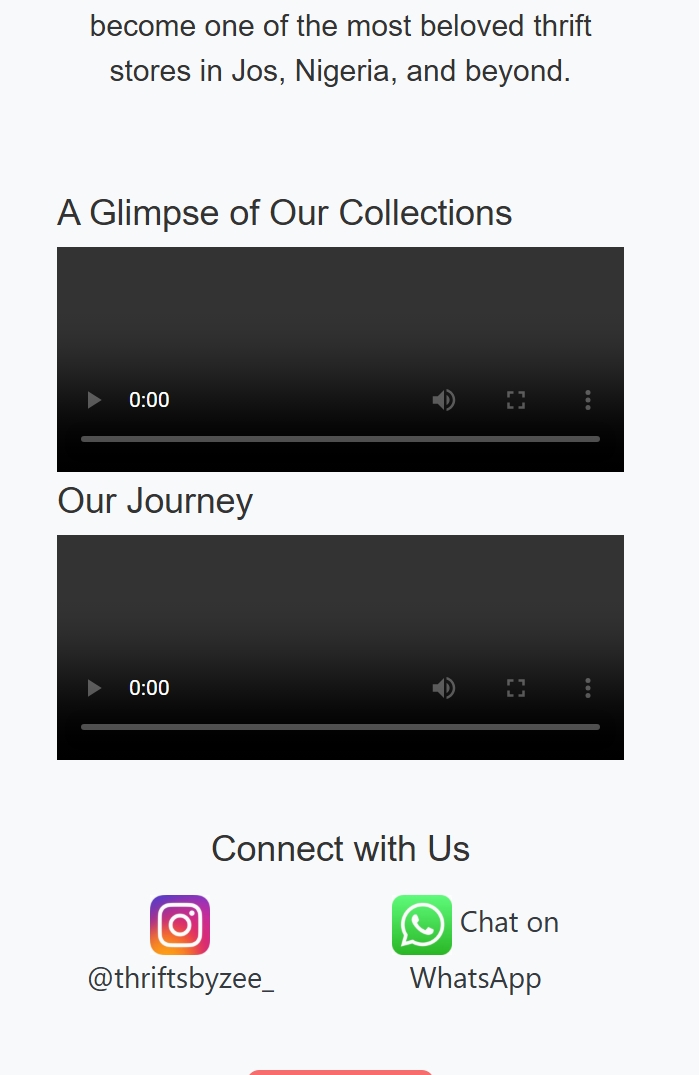 become one of the most beloved thrift
stores in Jos, Nigeria, and beyond.
A Glimpse of Our Collections
0:00
Our Journey
0:00
Connect with Us
Chat on
@thriftsbyzee_
WhatsApp